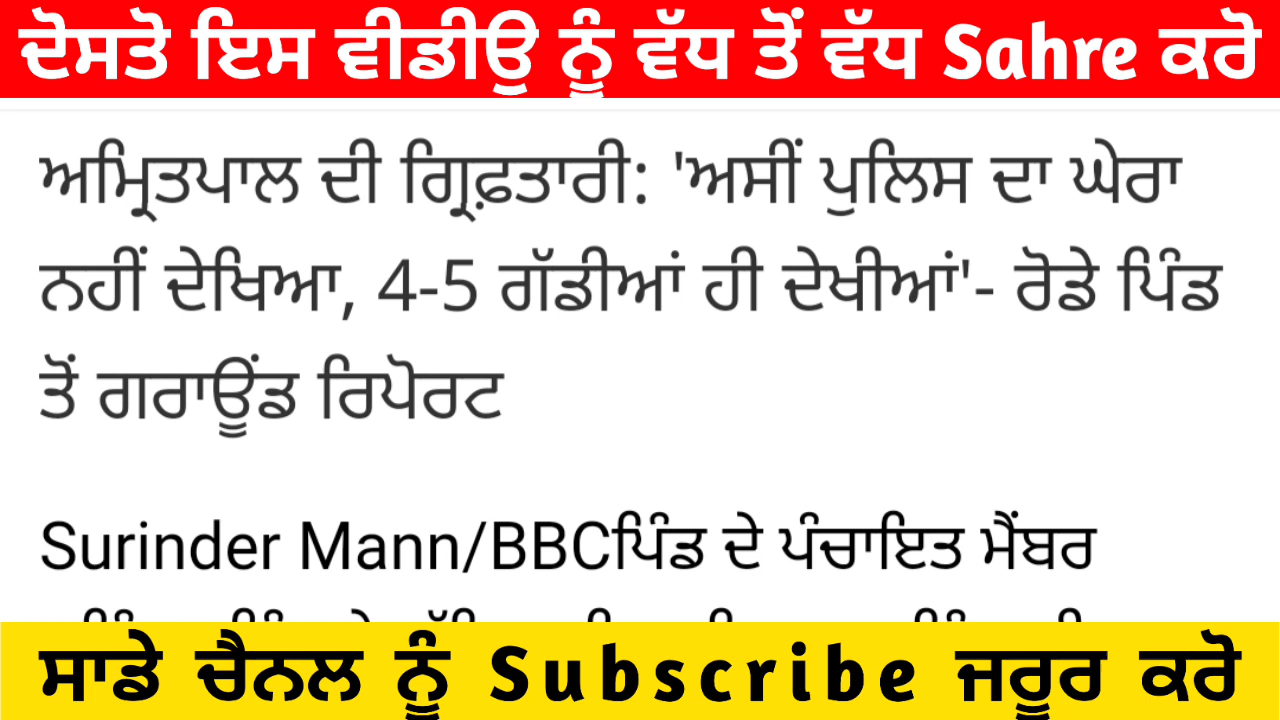 ਦੋਸਤੋ ਇਸ ਵੀਡੀਉ ਨੂੰ ਵੱਧ ਤੋਂ ਵੱਧ Sahre ਕਰੋ
ਅਮ੍ਰਿਤਪਾਲ ਦੀ ਗ੍ਰਿਫ਼ਤਾਰੀ: 'ਅਸੀਂ ਪੁਲਿਸ ਦਾ ਘੇਰਾ
ਨਹੀਂ ਦੇਖਿਆ, 4-5 ਗੱਡੀਆਂ ਹੀ ਦੇਖੀਆਂ'- ਰੋਡੇ ਪਿੰਡ
ਤੋਂ ਗਰਾਊਂਡ ਰਿਪੋਰਟ
Surinder Mann/BBCਪਿੰਡ ਦੇ ਪੰਚਾਇਤ ਮੈਂਬਰ
ਸਾਡੇ ਚੈਨਲ ਨੂੰ Subscribe ਜਰੂਰ ਕਰੋ